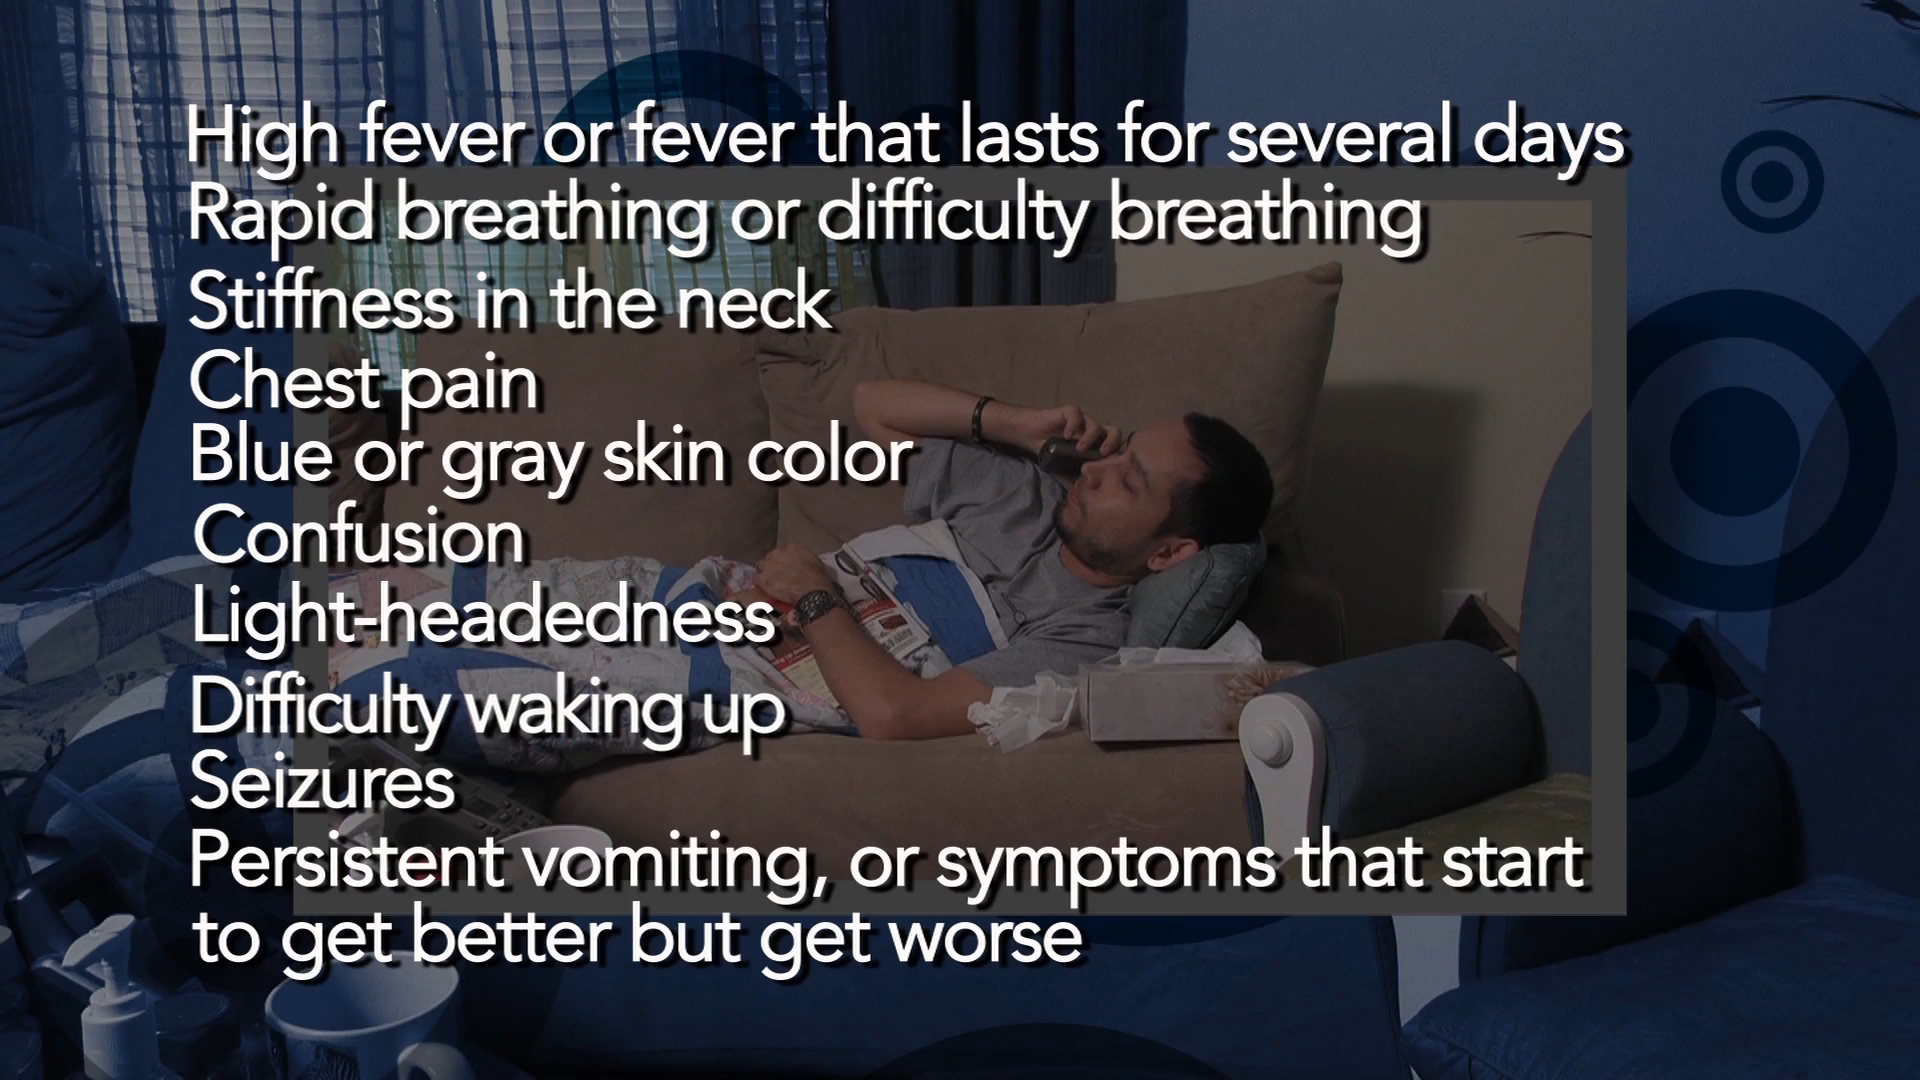 High fever or fever that lasts for several days
Rapid breathing or difficulty breathing
Stiffness in the neck
Chest pain
Blue or gray skin color
Confusion
Light-headedness
Difficulty waking up
Seizures
Persistent vomiting, or symptoms that start
to get better but get worse